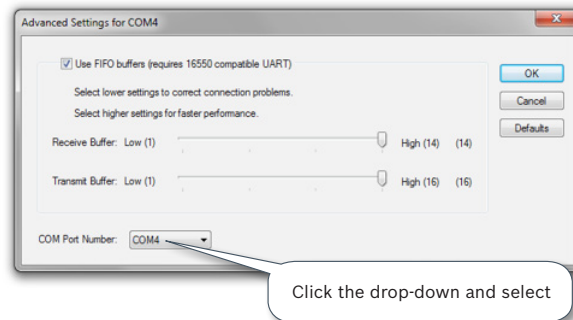 Advanced Settings for COM4
Use FIFO buffers (requires 16550 compatible UART)
OK
Select lower settings to correct connection problems.
Cancel
Select higher settings for faster performance.
Defaults
Receive Buffer: Low (1) High (14) (14)
Transmit Buffer: Low (1) High (16) (16)
COM Port Number: COM4
Click the drop-down and select